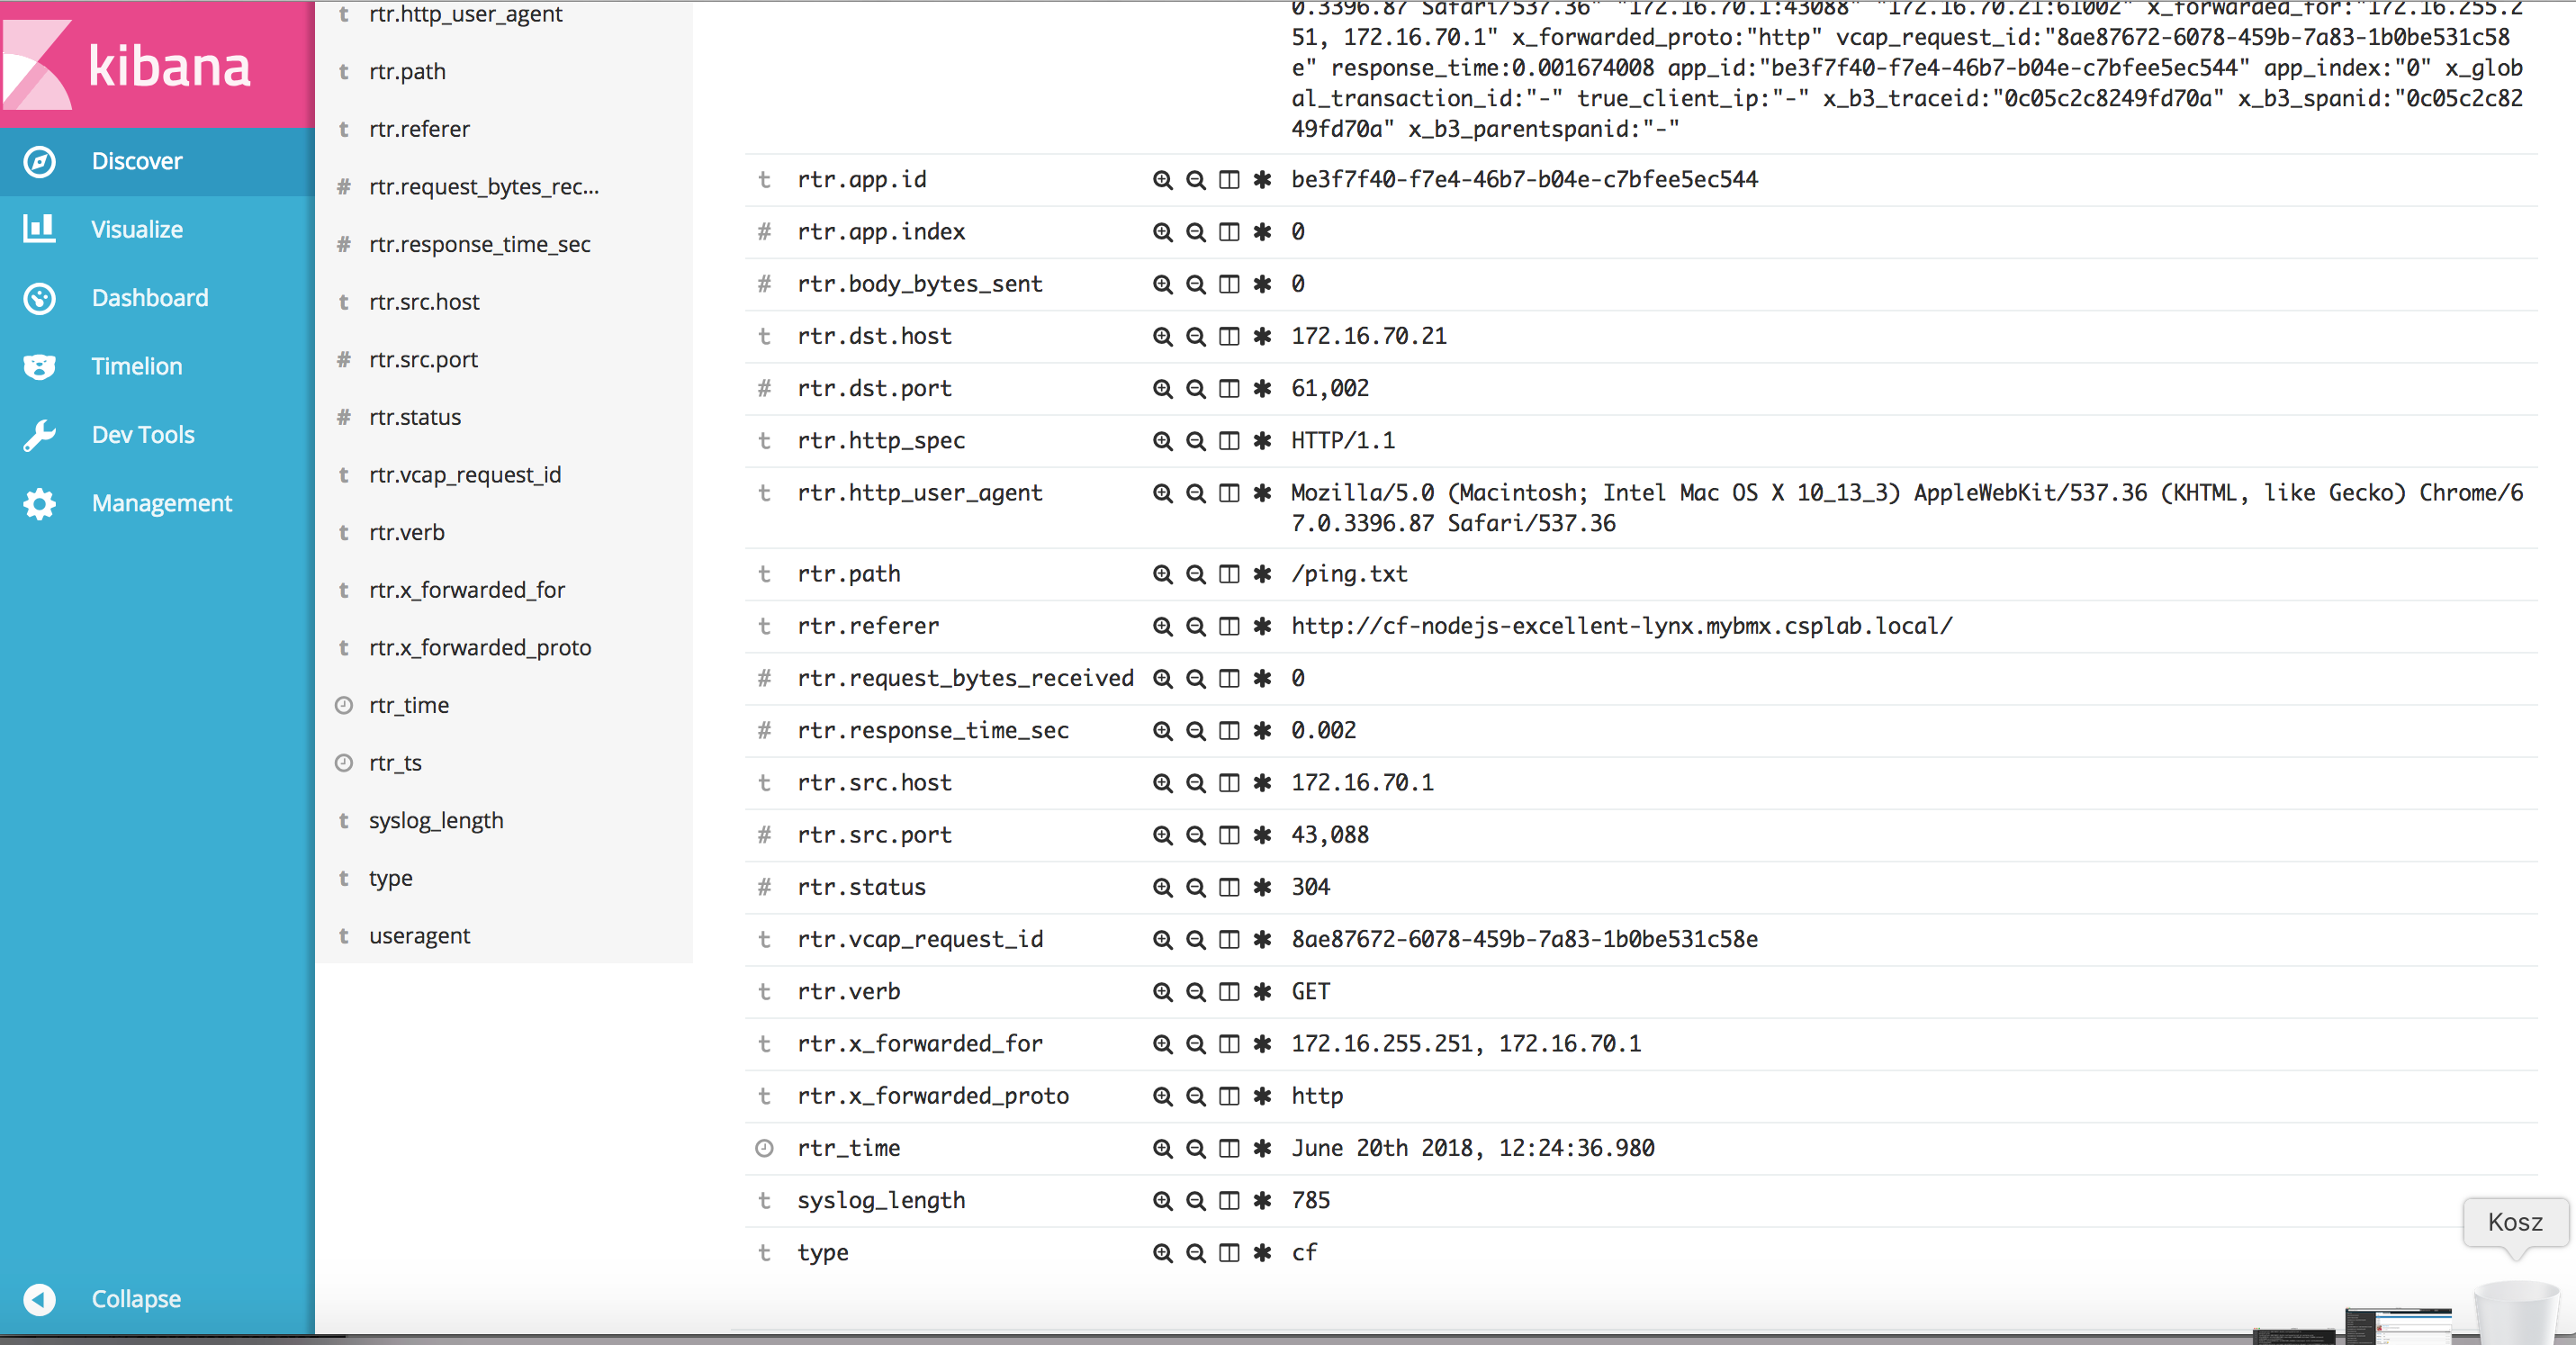 kibana
Discover
Visualize
Dashboard
Timelion
Dev Tools
Management
Collapse
t rtr.http_user_agent
t rtr.path
t rtr.referer
# rtr.request_bytes_rec...
# rtr.response_time_sec
t rtr.src.host
# rtr.src.port
# rtr.status
t rtr.vcap_request_id
t rtr.verb
t rtr.x_forwarded_for
t rtr.x_forwarded_proto
rtr_time
rtr_ts
t syslog_length
t type
t useragent
0.3396.87 Safari/537.36" "172.16.70.1:43088" "172.16.70.21:61002" x_forwarded_for:"172.16.255.2
51, 172.16.70.1" x_forwarded_proto:"http" vcap_request_id:"8ae87672-6078-459b-7a83-1b0be531c58
e" response_time:0.001674008 app_id:"be3f7f40-f7e4-46b7-b04e-c7bfee5ec544" app_index:"0" x_glob
al_transaction_id:"-" true_client_ip:"-" x_b3_traceid:"0c05c2c8249fd70a" x_b3_spanid:"0c05c2c82
49fd70a" x_b3_parentspanid:"-"
t rtr.app.id be3f7f40-f7e4-46b7-b04e-c7bfee5ec544
# rtr.app.index 0
# rtr.body_bytes_sent 0
t rtr.dst.host 172.16.70.21
# rtr.dst.port 61,002
t rtr.http_spec HTTP/1.1
t rtr.http_user_agent Mozilla/5.0 (Macintosh; Intel Mac OS X 10_13_3) AppleWebKit/537.36 (KHTML, like Gecko) Chrome/6
7.0.3396.87 Safari/537.36
t rtr.path /ping.txt
t rtr.referer http://cf-nodejs-excellent-lynx.mybmx.csplab.local/
# rtr.request_bytes_received 0
# rtr.response_time_sec 0.002
t rtr.src.host 172.16.70.1
# rtr.src.port 43,088
# rtr.status 304
t rtr.vcap_request_id 8ae87672-6078-459b-7a83-1b0be531c58e
t rtr.verb GET
t rtr.x_forwarded_for 172.16.255.251, 172.16.70.1
t rtr.x_forwarded_proto http
rtr_time June 20th 2018, 12:24:36.980
t syslog_length 785
t type cf
Kosz